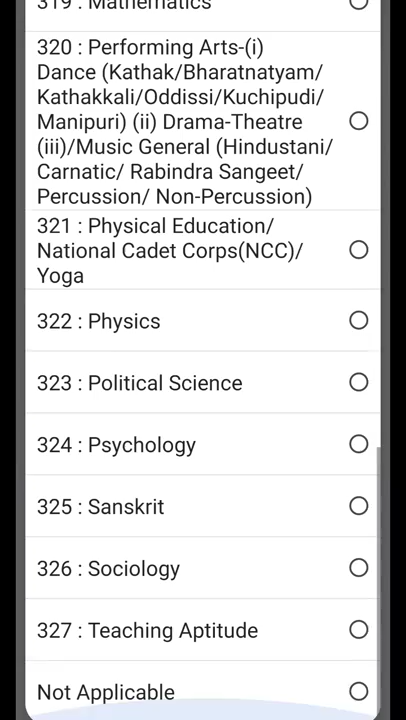 319 : Mathematics
320 : Performing Arts-(i)
Dance (Kathak/Bharatnatyam/
Kathakkali/Oddissi/Kuchipudi/
Manipuri) (ii) Drama-Theatre
(iii)/Music General (Hindustani/
Carnatic/ Rabindra Sangeet/
Percussion/ Non-Percussion)
321 : Physical Education/
National Cadet Corps(NCC)/
Yoga
322 : Physics
323 : Political Science
324 : Psychology
325 : Sanskrit
326 : Sociology
327 : Teaching Aptitude
Not Applicable